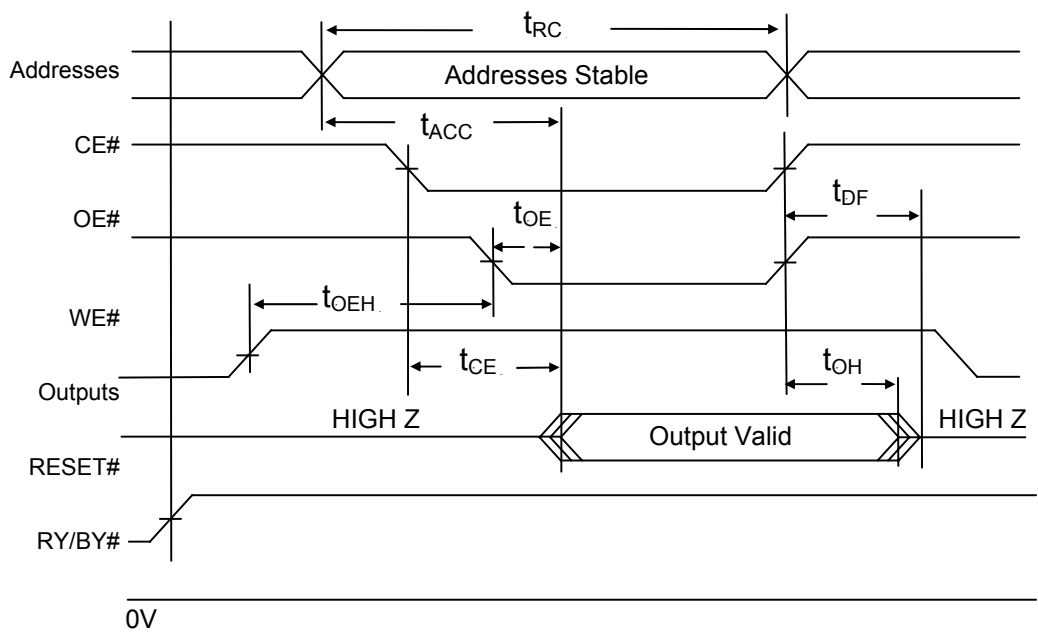 tRC
Addresses
Addresses Stable
tACC
CE#
tDF
OE#
tOE
tOEH
WE#
tCE
tOH
Outputs
HIGH Z
Output Valid
HIGH Z
RESET#
RY/BY#
0V